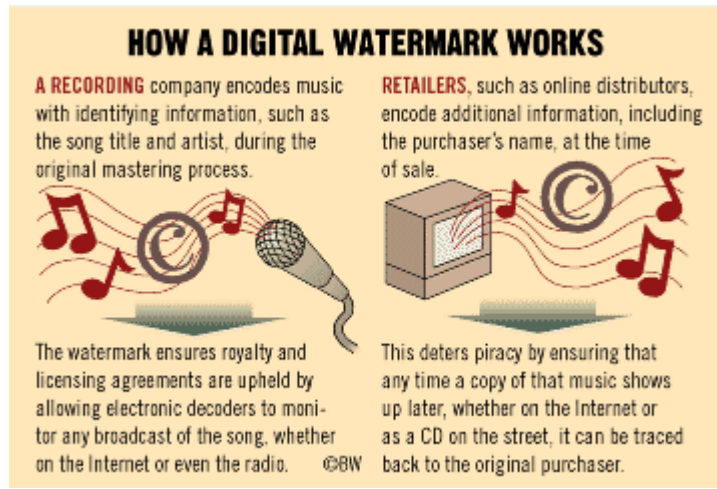 HOW A DIGITAL WATERMARK WORKS
A RECORDING company encodes music
with identifying information, such as
the song title and artist, during the
original mastering process.
The watermark ensures royalty and
licensing agreements are upheld by
allowing electronic decoders to moni-
tor any broadcast of the song, whether
on the Internet or even the radio. ©BW
RETAILERS, such as online distributors,
encode additional information, including
the purchaser's name, at the time
of sale.
This deters piracy by ensuring that
any time a copy of that music shows
up later, whether on the Internet or
as a CD on the street, it can be traced
back to the original purchaser.